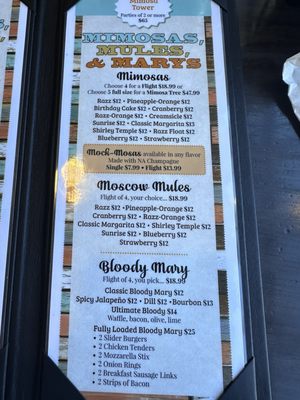 Mimosa
Tower
Parties of 2 or more
$65
MIMOSAS,
MULES,
& MARYS
Mimosas
Choose 4 for a Flight $18.99 or
Choose 5 full size for a Mimosa Tree $47.99
Razz $12 • Pineapple-Orange $12
Birthday Cake $12 • Cranberry $12
Razz-Orange $12 • Creamsicle $12
Sunrise $12 • Classic Margarita $13
Shirley Temple $12 • Razz Float $12
Blueberry $12 • Strawberry $12
Mock-Mosas available in any flavor
Made with NA Champagne
Single $7.99 • Flight $13.99
Moscow Mules
Flight of 4, your choice... $18.99
Razz $12 • Pineapple-Orange $12
Cranberry $12 • Razz-Orange $12
Classic Margarita $12 • Shirley Temple $12
Sunrise $12 • Blueberry $12
Strawberry $12
Bloody Mary
Flight of 4, you pick... $18.99
Classic Bloody Mary $12
Spicy Jalapeño $12 • Dill $12 • Bourbon $13
Ultimate Bloody $14
Waffle, bacon, olive, lime
Fully Loaded Bloody Mary $25
• 2 Slider Burgers
• 2 Chicken Tenders
• 2 Mozzarella Stix
• 2 Onion Rings
• 2 Breakfast Sausage Links
• 2 Strips of Bacon